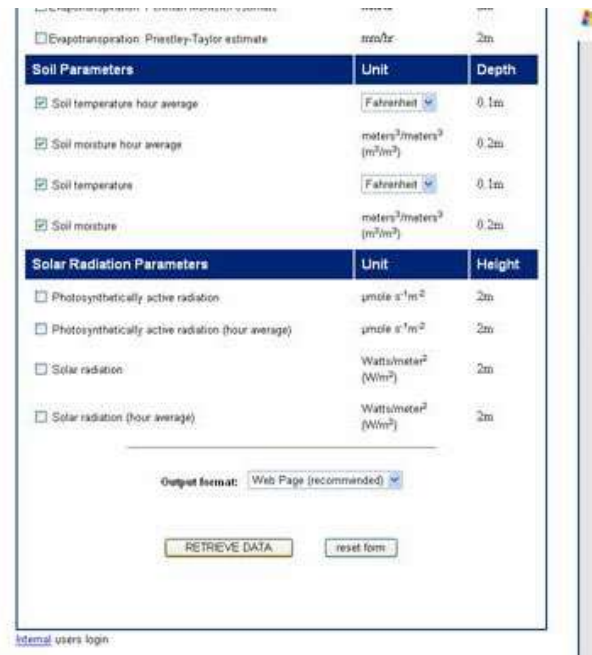 Evapotranspiration: Priestley-Taylor estimate mm/hr 2m
Soil Parameters Unit Depth
Soil temperature hour average Fahrenheit 0.1m
Soil moisture hour average meters³/meters³ (m³/m³) 0.2m
Soil temperature Fahrenheit 0.1m
Soil moisture meters³/meters³ (m³/m³) 0.2m
Solar Radiation Parameters Unit Height
Photosynthetically active radiation µmole s⁻¹m⁻² 2m
Photosynthetically active radiation (hour average) µmole s⁻¹m⁻² 2m
Solar radiation Watts/meter² (W/m²) 2m
Solar radiation (hour average) Watts/meter² (W/m²) 2m
Output format: Web Page (recommended)
RETRIEVE DATA reset form
Internal users login